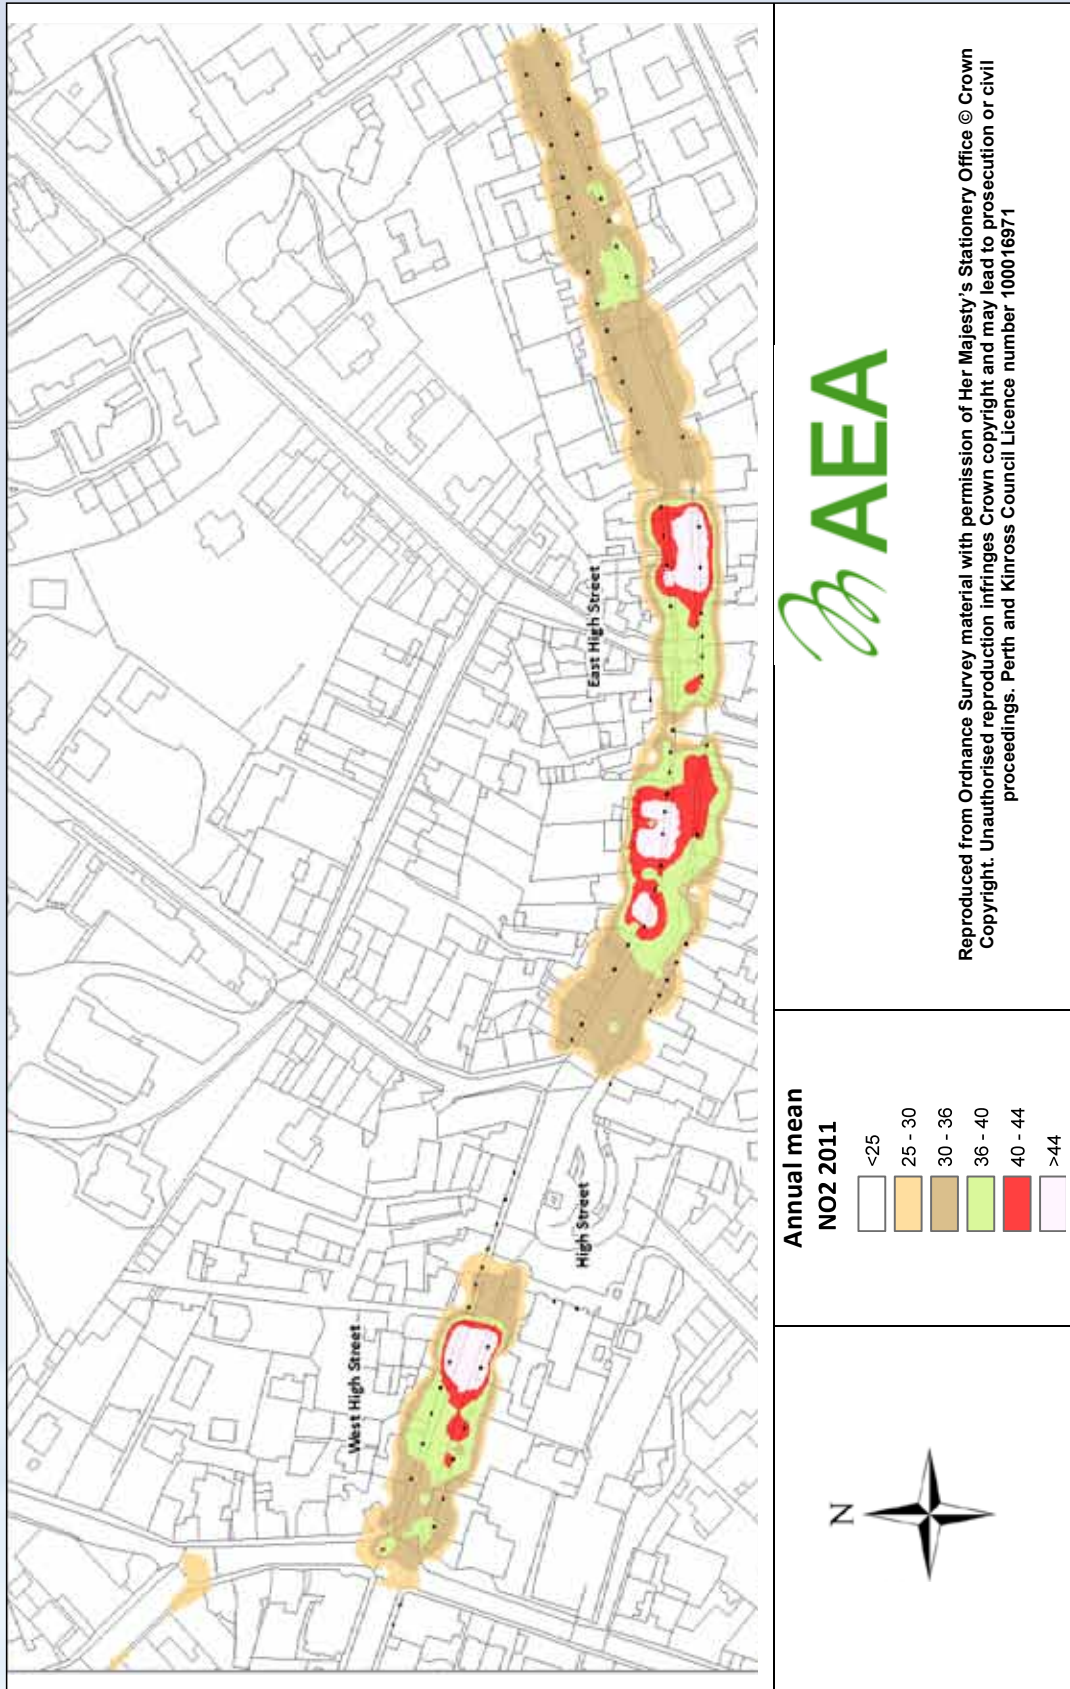 West High Street
High Street
East High Street
N
Annual mean
NO2 2011
<25
25 - 30
30 - 36
36 - 40
40 - 44
>44
AEA
Reproduced from Ordnance Survey material with permission of Her Majesty's Stationery Office © Crown
Copyright. Unauthorised reproduction infringes Crown copyright and may lead to prosecution or civil
proceedings. Perth and Kinross Council Licence number 100016971